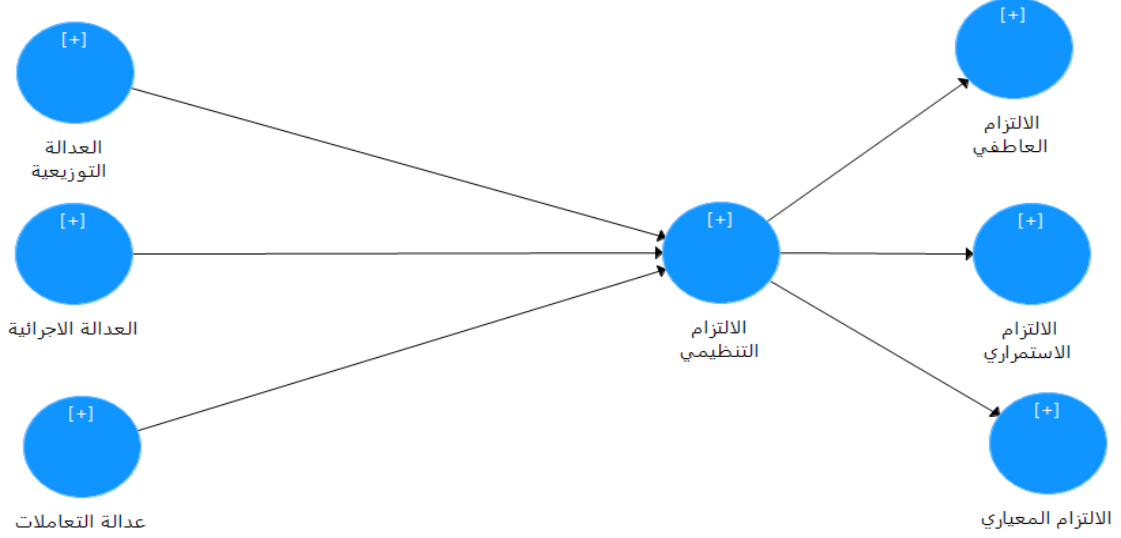 [+]
العدالة
التوزيعية
[+]
العدالة الاجرائية
[+]
عدالة التعاملات
[+]
الالتزام
التنظيمي
[+]
الالتزام
العاطفي
[+]
الالتزام
الاستمراري
[+]
الالتزام المعياري